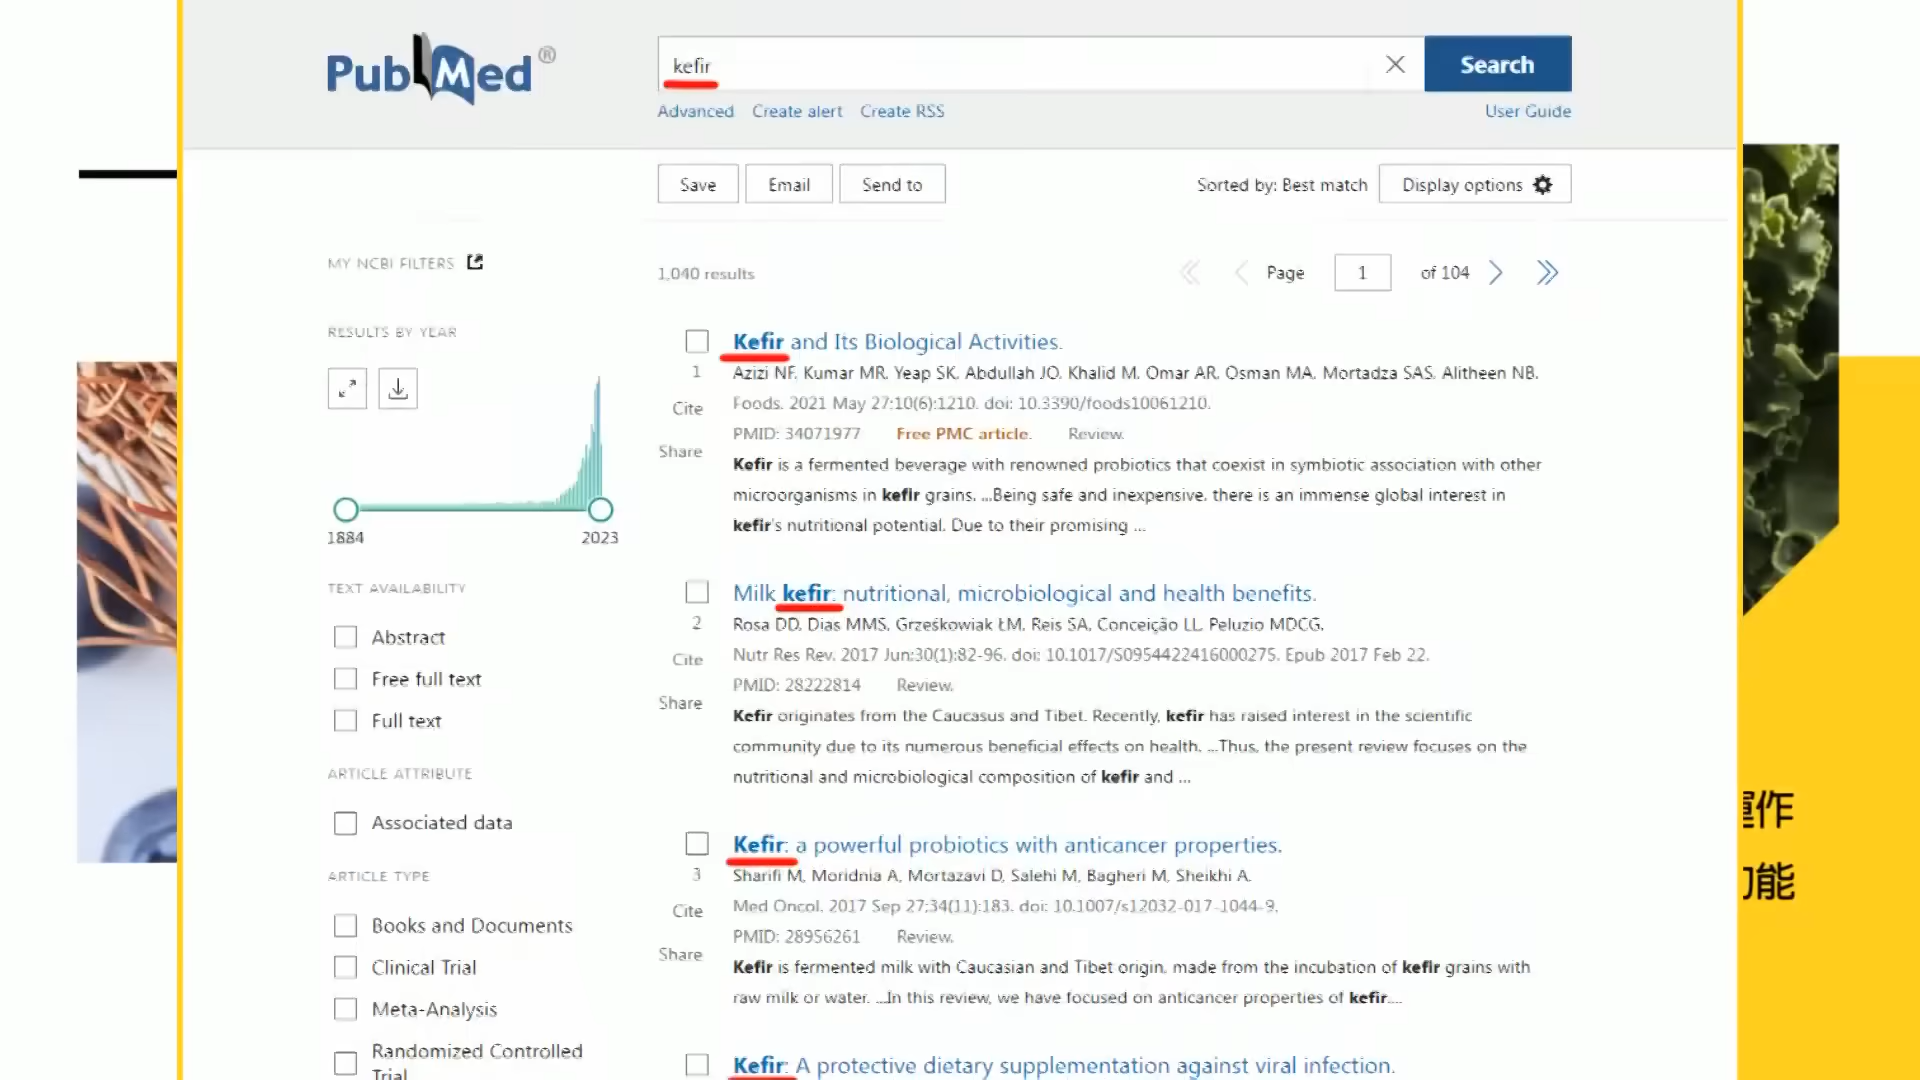 PubMed®
kefir
Search
Advanced Create alert Create RSS
User Guide
Save Email Send to
Sorted by: Best match Display options
MY NCBI FILTERS
1,040 results
Page 1 of 104
RESULTS BY YEAR
1884 2023
TEXT AVAILABILITY
Abstract
Free full text
Full text
ARTICLE ATTRIBUTE
Associated data
ARTICLE TYPE
Books and Documents
Clinical Trial
Meta-Analysis
Randomized Controlled
Trial
Kefir and Its Biological Activities.
1
Azizi NF, Kumar MR, Yeap SK, Abdullah JO, Khalid M, Omar AR, Osman MA, Mortadza SAS, Alitheen NB.
Cite
Foods. 2021 May 27;10(6):1210. doi: 10.3390/foods10061210.
PMID: 34071977 Free PMC article. Review.
Share
Kefir is a fermented beverage with renowned probiotics that coexist in symbiotic association with other
microorganisms in kefir grains. ...Being safe and inexpensive, there is an immense global interest in
kefir's nutritional potential. Due to their promising ...
Milk kefir: nutritional, microbiological and health benefits.
2
Rosa DD, Dias MMS, Grześkowiak ŁM, Reis SA, Conceição LL, Peluzio MDCG.
Cite
Nutr Res Rev. 2017 Jun;30(1):82-96. doi: 10.1017/S0954422416000275. Epub 2017 Feb 22.
PMID: 28222814 Review.
Share
Kefir originates from the Caucasus and Tibet. Recently, kefir has raised interest in the scientific
community due to its numerous beneficial effects on health. ...Thus, the present review focuses on the
nutritional and microbiological composition of kefir and ...
Kefir: a powerful probiotics with anticancer properties.
3
Sharifi M, Moridnia A, Mortazavi D, Salehi M, Bagheri M, Sheikhi A.
Cite
Med Oncol. 2017 Sep 27;34(11):183. doi: 10.1007/s12032-017-1044-9.
PMID: 28956261 Review.
Share
Kefir is fermented milk with Caucasian and Tibet origin, made from the incubation of kefir grains with
raw milk or water. ...In this review, we have focused on anticancer properties of kefir....
Kefir: A protective dietary supplementation against viral infection.
作
能